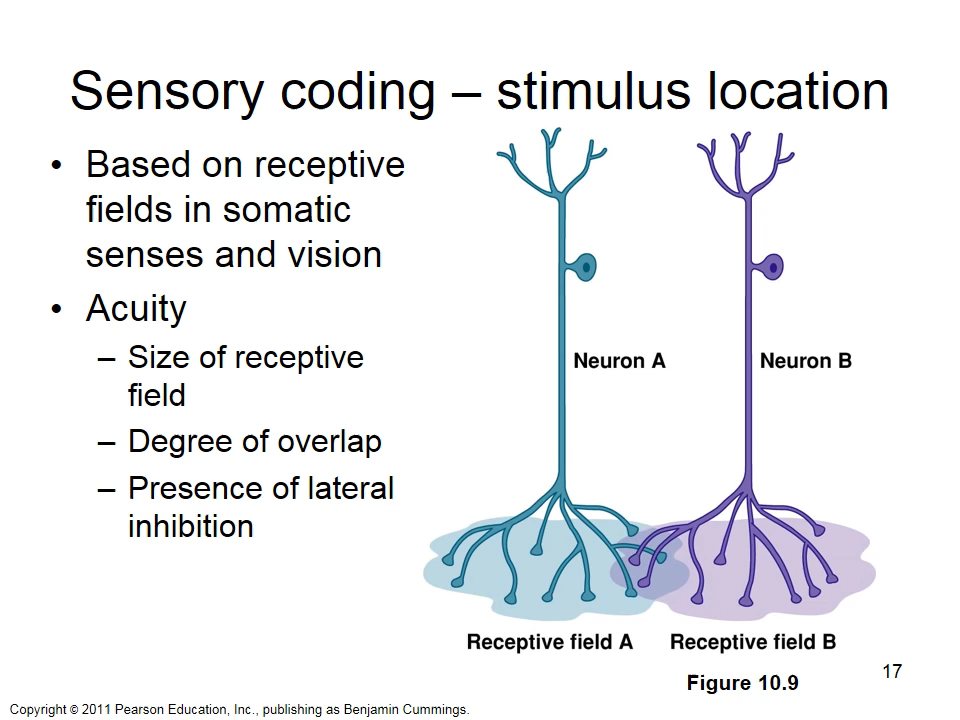 Sensory coding – stimulus location
• Based on receptive
fields in somatic
senses and vision
• Acuity
– Size of receptive
field
– Degree of overlap
– Presence of lateral
inhibition
Neuron A
Neuron B
Receptive field A
Receptive field B
Figure 10.9
17
Copyright © 2011 Pearson Education, Inc., publishing as Benjamin Cummings.